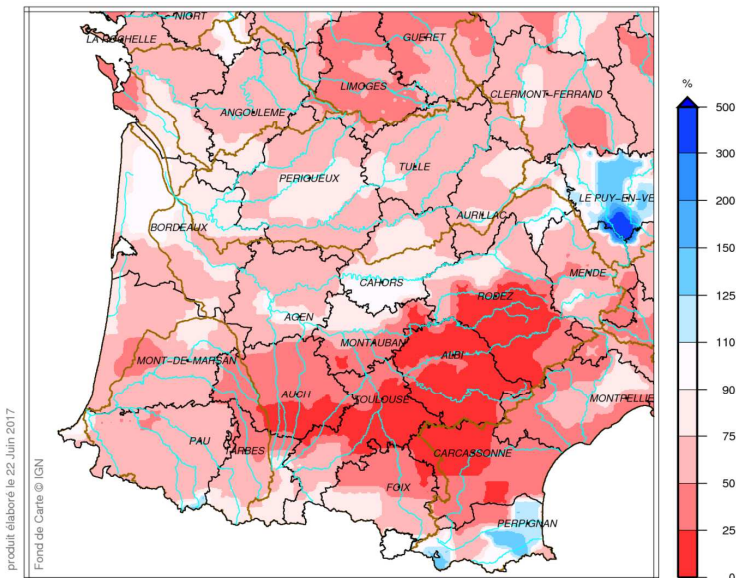 NIORT
LA ROCHELLE
GUERET
LIMOGES
CLERMONT-FERRAND
ANGOULEME
TULLE
PERIGUEUX
LE PUY-EN-VE
AURILLAC
BORDEAUX
MENDE
CAHORS
RODEZ
AGEN
MONTAUBAN
ALBI
MONT-DE-MARSAN
AUCH
TOULOUSE
MONTPELLIE
PAU
TARBES
CARCASSONNE
FOIX
PERPIGNAN
%
500
300
200
150
125
110
90
75
50
25
0
produit élaboré le 22 Juin 2017
Fond de Carte © IGN